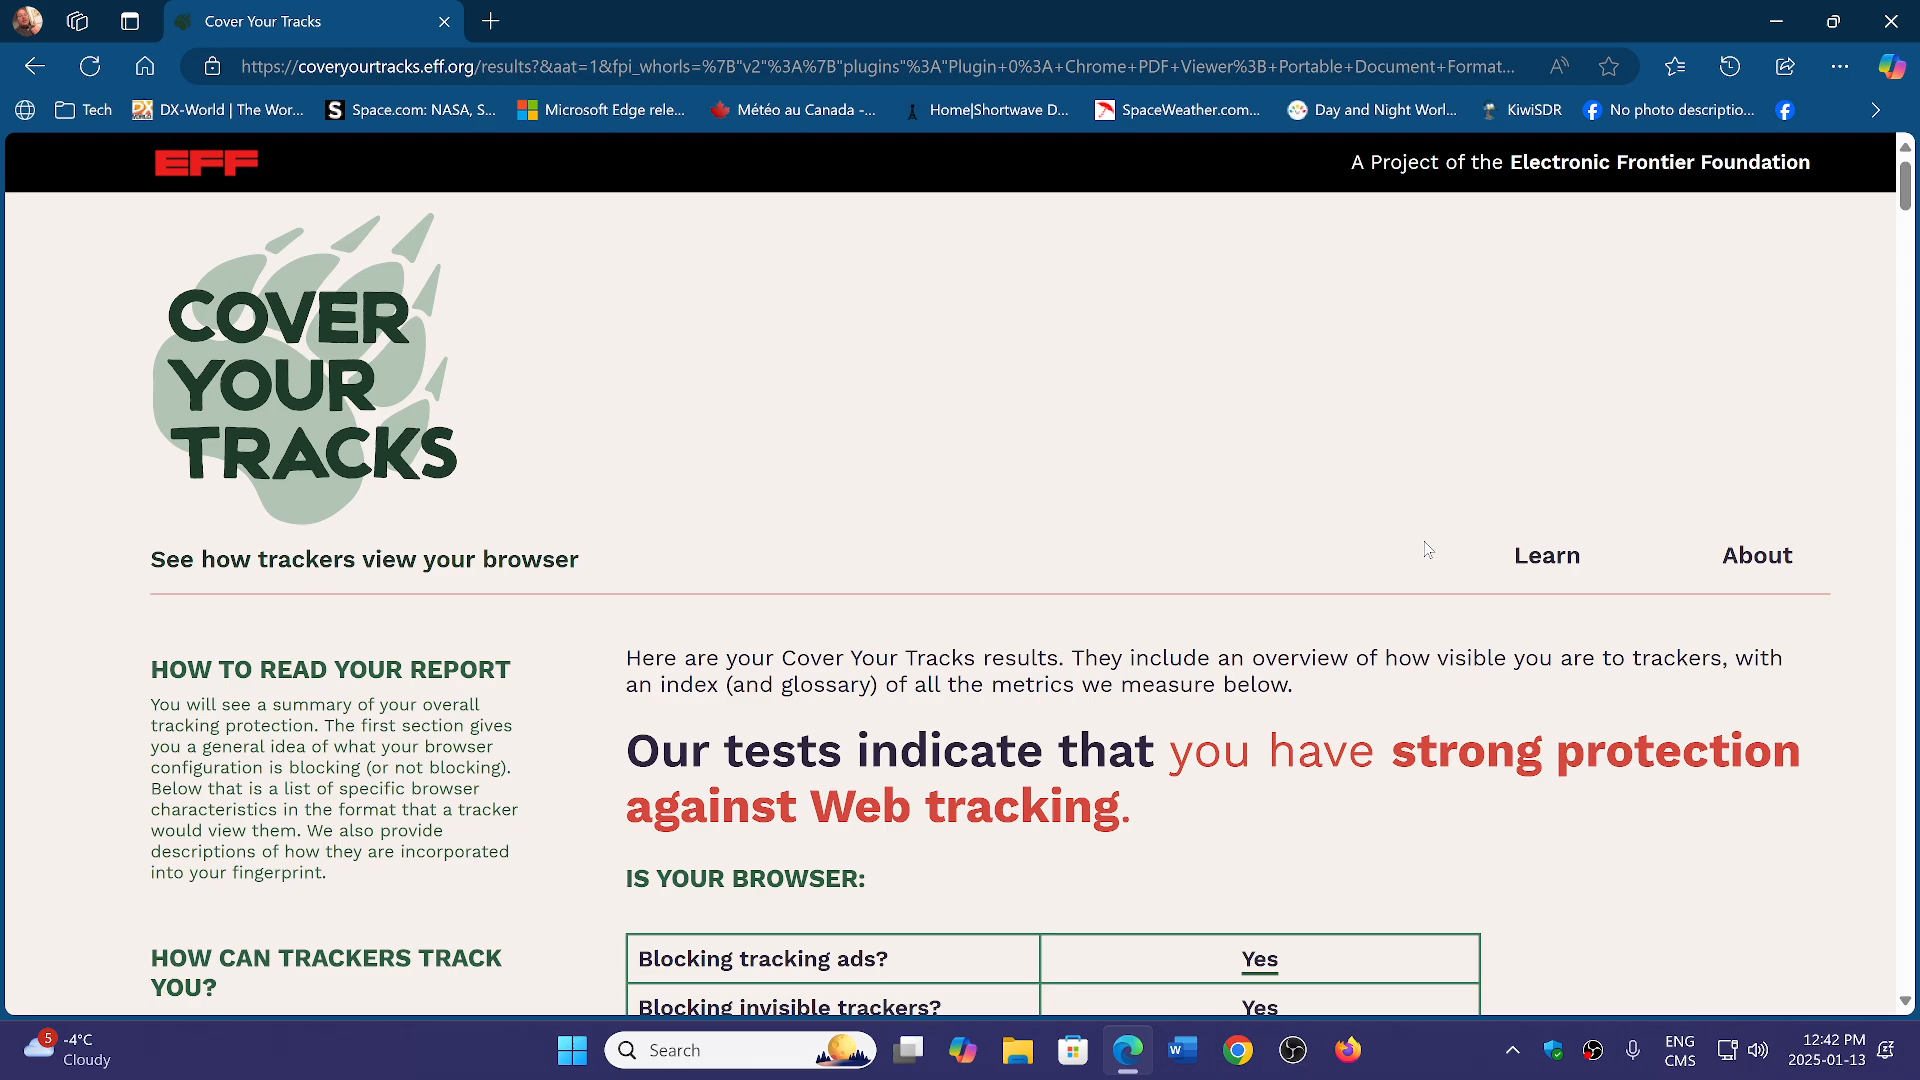 Cover Your Tracks
https://coveryourtracks.eff.org/results?&aat=1&fpi_whorls=%7B"v2"%3A%7B"plugins"%3A"Plugin+0%3A+Chrome+PDF+Viewer%3B+Portable+Document+Format...
Tech
DX-World | The Wor...
Space.com: NASA, S...
Microsoft Edge rele...
Météo au Canada -...
Home|Shortwave D...
SpaceWeather.com...
Day and Night Worl...
KiwiSDR
No photo descriptio...
EFF
A Project of the Electronic Frontier Foundation
COVER
YOUR
TRACKS
See how trackers view your browser
Learn
About
HOW TO READ YOUR REPORT
You will see a summary of your overall
tracking protection. The first section gives
you a general idea of what your browser
configuration is blocking (or not blocking).
Below that is a list of specific browser
characteristics in the format that a tracker
would view them. We also provide
descriptions of how they are incorporated
into your fingerprint.
HOW CAN TRACKERS TRACK
YOU?
Here are your Cover Your Tracks results. They include an overview of how visible you are to trackers, with
an index (and glossary) of all the metrics we measure below.
Our tests indicate that you have strong protection
against Web tracking.
IS YOUR BROWSER:
Blocking tracking ads?
Yes
Blocking invisible trackers?
Yes
5
-4°C
Cloudy
Search
ENG
CMS
12:42 PM
2025-01-13